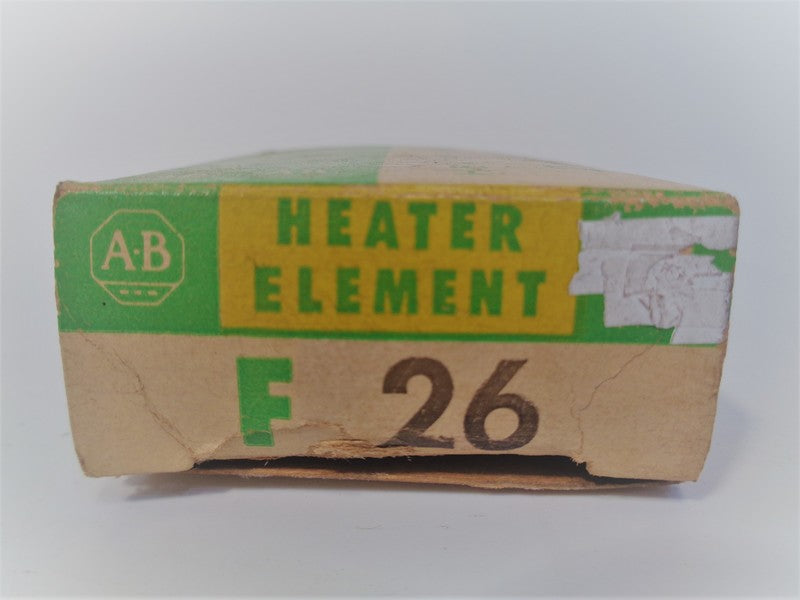 A·B
HEATER
ELEMENT
F 26